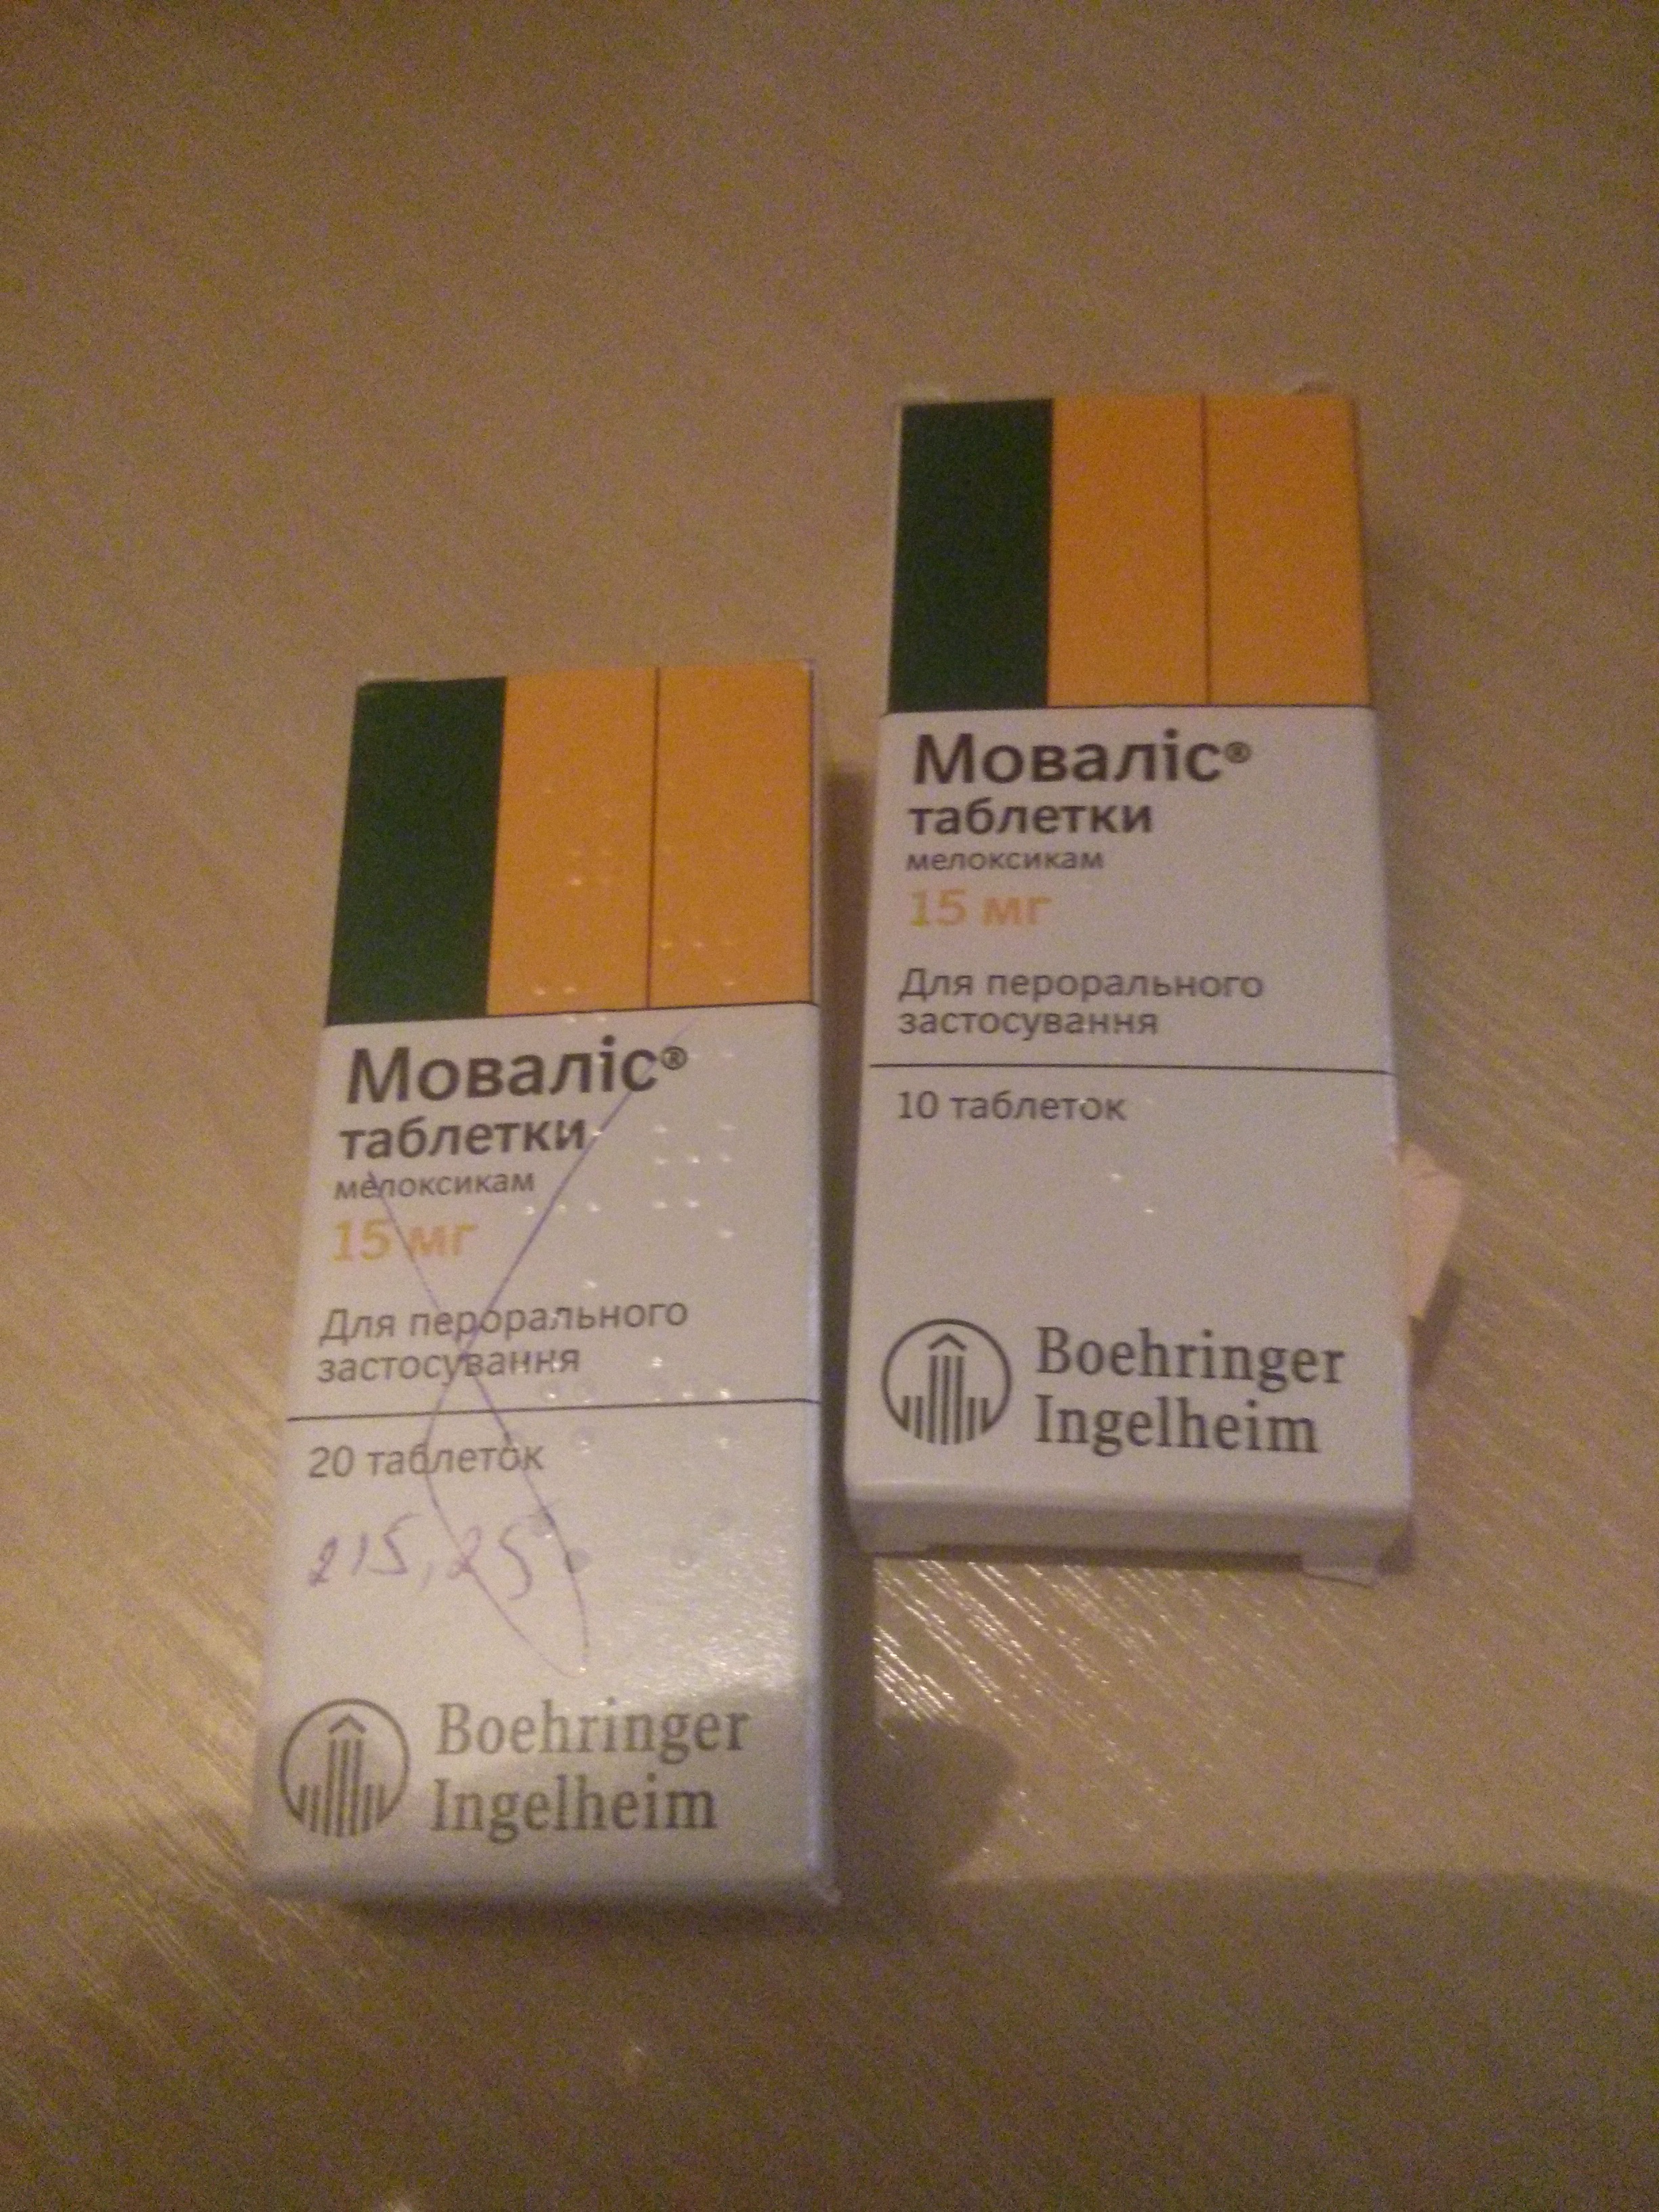 Моваліс®
таблетки
мелоксикам
15 мг
Для перорального
застосування
20 таблеток
215,25
Boehringer
Ingelheim
Моваліс®
таблетки
мелоксикам
15 мг
Для перорального
застосування
10 таблеток
Boehringer
Ingelheim